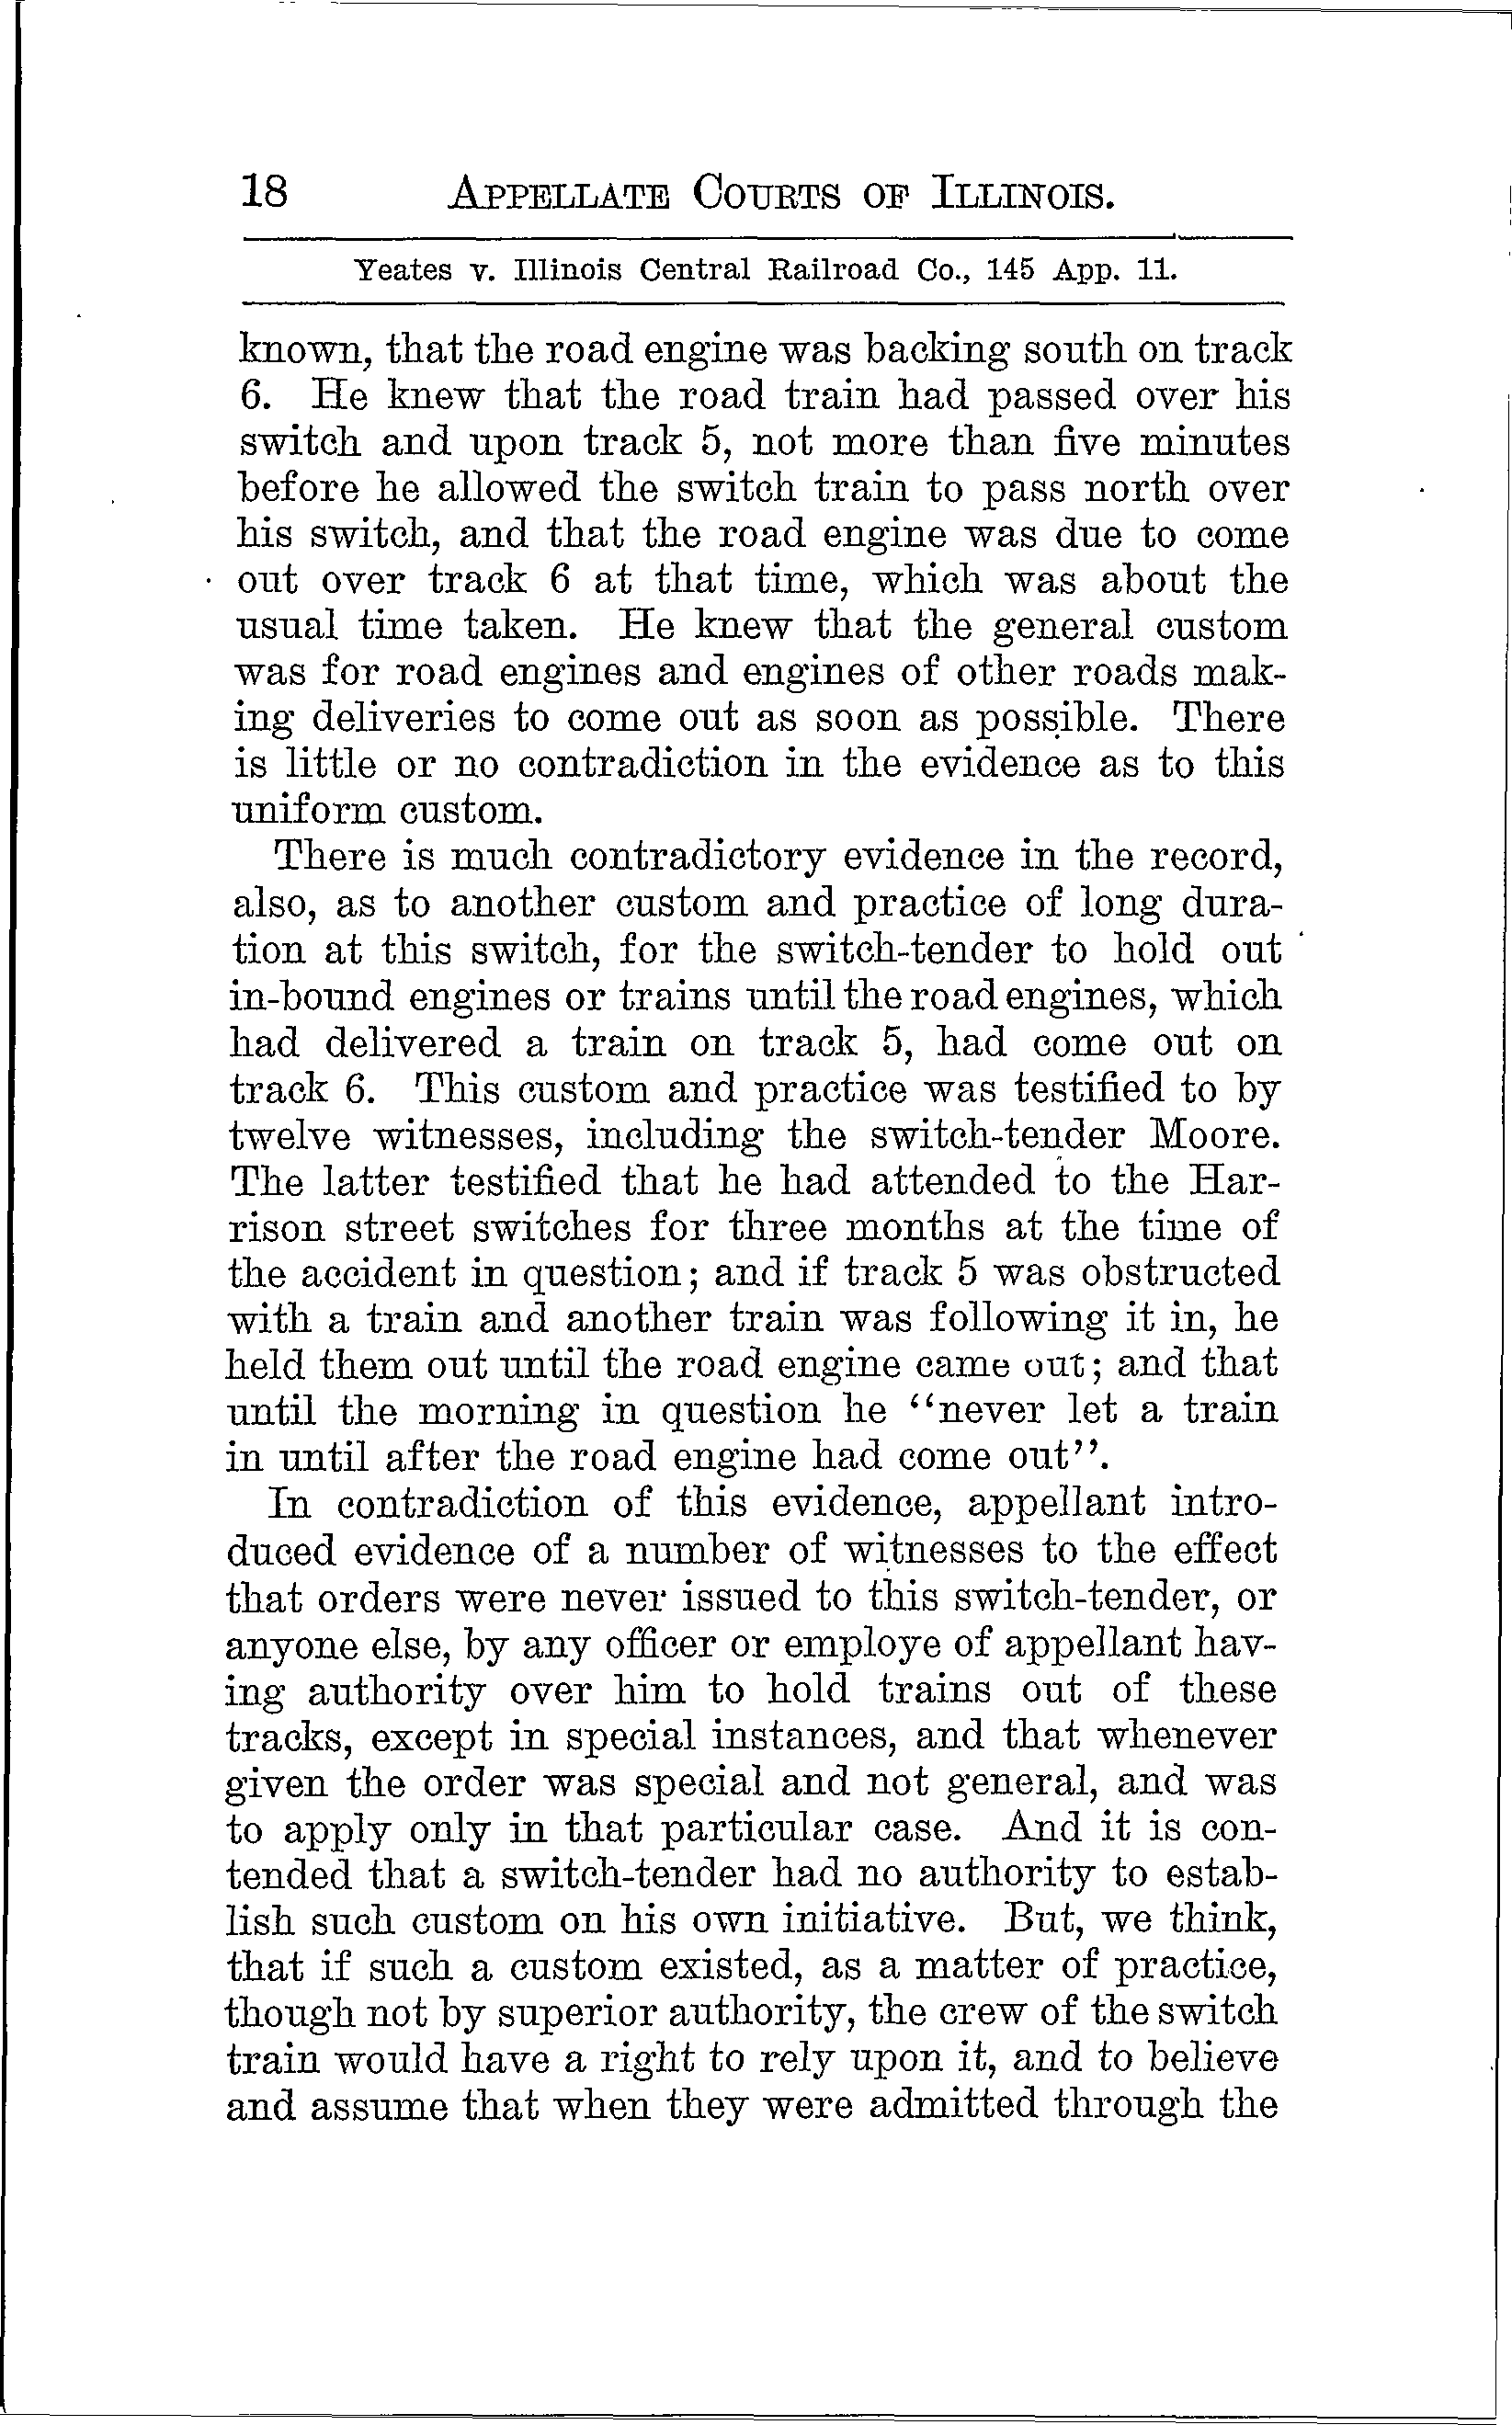 18 APPELLATE COURTS OF ILLINOIS.
Yeates v. Illinois Central Railroad Co., 145 App. 11.
known, that the road engine was backing south on track
6. He knew that the road train had passed over his
switch and upon track 5, not more than five minutes
before he allowed the switch train to pass north over
his switch, and that the road engine was due to come
out over track 6 at that time, which was about the
usual time taken. He knew that the general custom
was for road engines and engines of other roads mak-
ing deliveries to come out as soon as possible. There
is little or no contradiction in the evidence as to this
uniform custom.
There is much contradictory evidence in the record,
also, as to another custom and practice of long dura-
tion at this switch, for the switch-tender to hold out
in-bound engines or trains until the road engines, which
had delivered a train on track 5, had come out on
track 6. This custom and practice was testified to by
twelve witnesses, including the switch-tender Moore.
The latter testified that he had attended to the Har-
rison street switches for three months at the time of
the accident in question; and if track 5 was obstructed
with a train and another train was following it in, he
held them out until the road engine came out; and that
until the morning in question he “never let a train
in until after the road engine had come out”.
In contradiction of this evidence, appellant intro-
duced evidence of a number of witnesses to the effect
that orders were never issued to this switch-tender, or
anyone else, by any officer or employe of appellant hav-
ing authority over him to hold trains out of these
tracks, except in special instances, and that whenever
given the order was special and not general, and was
to apply only in that particular case. And it is con-
tended that a switch-tender had no authority to estab-
lish such custom on his own initiative. But, we think,
that if such a custom existed, as a matter of practice,
though not by superior authority, the crew of the switch
train would have a right to rely upon it, and to believe
and assume that when they were admitted through the